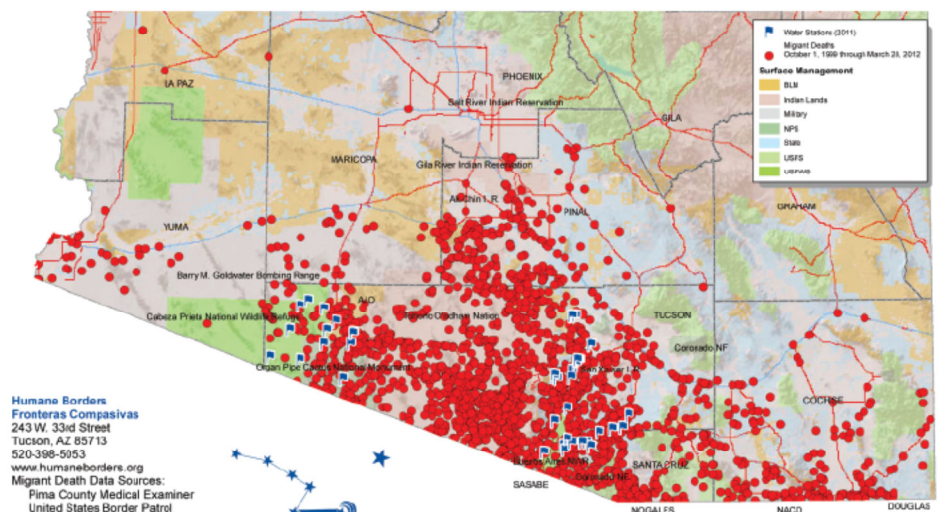 Water Stations (2011)
Migrant Deaths
October 1, 1999 through March 28, 2012
Surface Management
BLM
Indian Lands
Military
NPS
State
USFS
PHOENIX
LA PAZ
Salt River Indian Reservation
GILA
MARICOPA
Gila River Indian Reservation
Ak-Chin I.R.
PINAL
GRAHAM
YUMA
Barry M. Goldwater Bombing Range
AJO
Cabeza Prieta National Wildlife Refuge
Tohono O'odham Nation
TUCSON
Coronado NF
Organ Pipe Cactus National Monument
San Xavier I.R.
COCHISE
Buenos Aires NWR
SANTA CRUZ
Coronado NF
SASABE
NOGALES
NACO
DOUGLAS
Humane Borders
Fronteras Compasivas
243 W. 33rd Street
Tucson, AZ 85713
520-398-5053
www.humaneborders.org
Migrant Death Data Sources:
Pima County Medical Examiner
United States Border Patrol